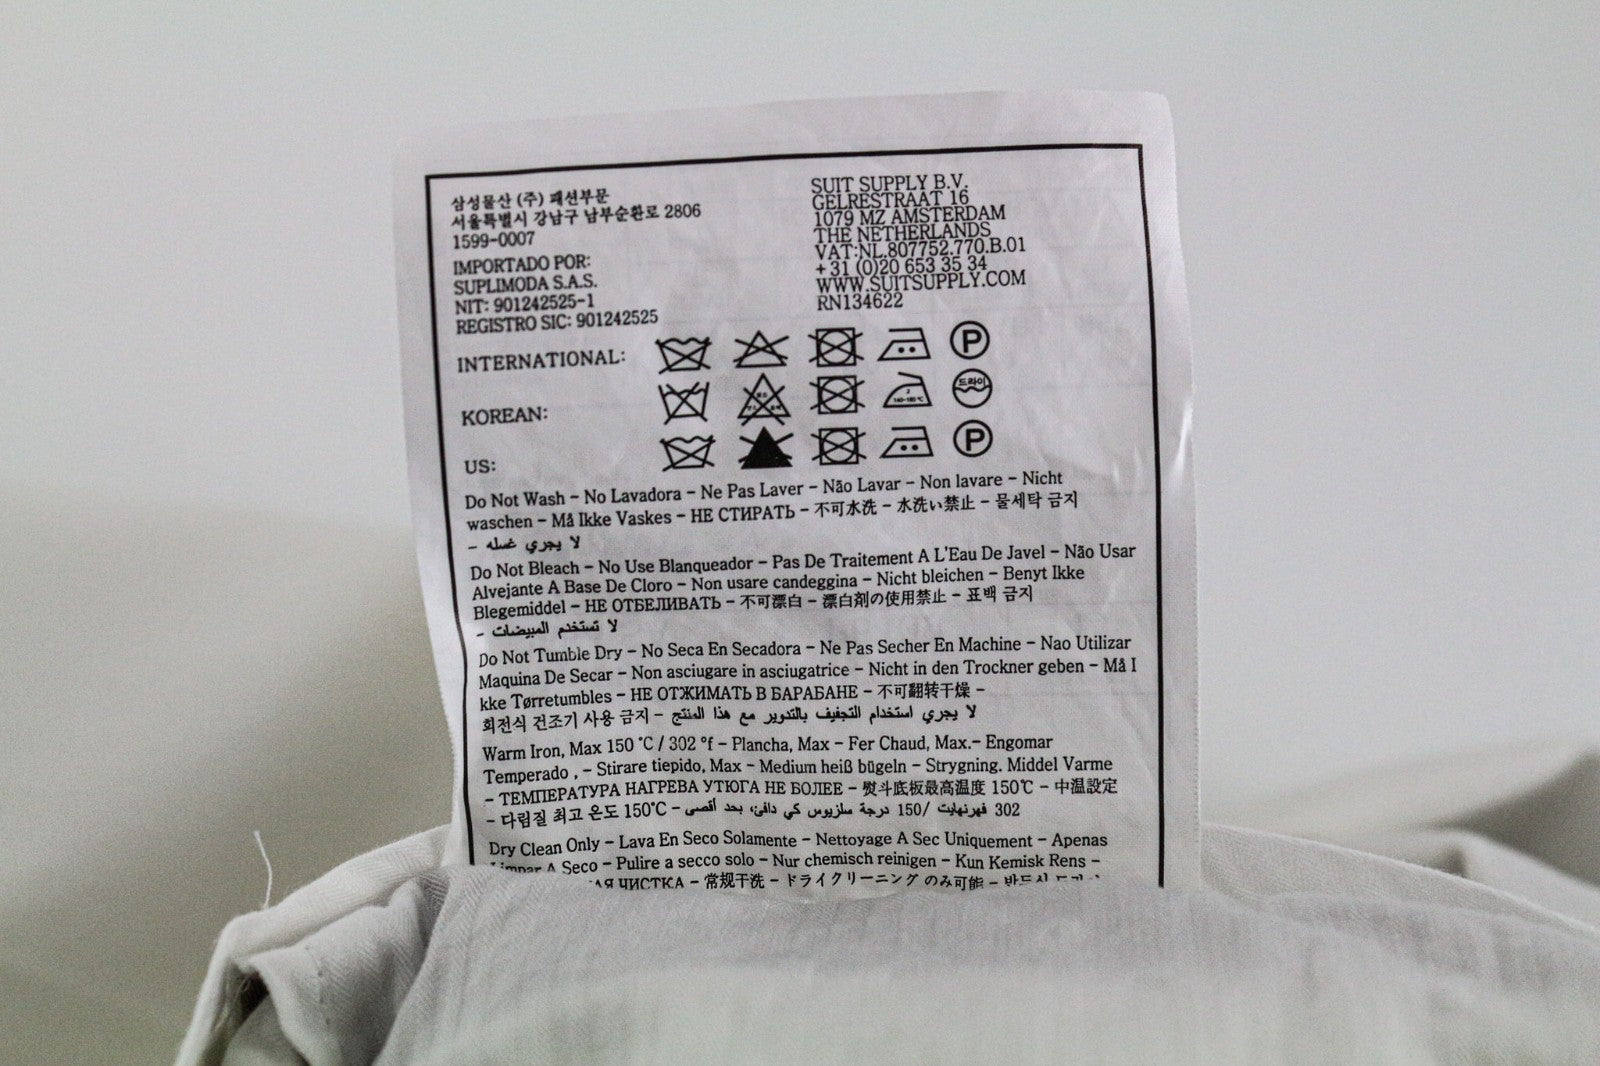 삼성물산 (주) 패션부문
서울특별시 강남구 남부순환로 2806
1599-0007
IMPORTADO POR:
SUPLIMODA S.A.S.
NIT: 901242525-1
REGISTRO SIC: 901242525
SUIT SUPPLY B.V.
GELRESTRAAT 16
1079 MZ AMSTERDAM
THE NETHERLANDS
VAT:NL.807752.770.B.01
+31 (0)20 653 35 34
WWW.SUITSUPPLY.COM
RN134622
INTERNATIONAL:
P
KOREAN:
드라이
US:
P
Do Not Wash - No Lavadora - Ne Pas Laver - Não Lavar - Non lavare - Nicht
waschen - Må Ikke Vaskes - НЕ СТИРАТЬ - 不可水洗 - 水洗い禁止 - 물세탁 금지
- لا يجري غسله
Do Not Bleach - No Use Blanqueador - Pas De Traitement A L'Eau De Javel - Não Usar
Alvejante A Base De Cloro - Non usare candeggina - Nicht bleichen - Benyt Ikke
Blegemiddel - НЕ ОТБЕЛИВАТЬ - 不可漂白 - 漂白剤の使用禁止 - 표백 금지
- لا تستخدم المبيضات
Do Not Tumble Dry - No Seca En Secadora - Ne Pas Secher En Machine - Nao Utilizar
Maquina De Secar - Non asciugare in asciugatrice - Nicht in den Trockner geben - Må I
kke Tørretumbles - НЕ ОТЖИМАТЬ В БАРАБАНЕ - 不可翻转干燥 -
회전식 건조기 사용 금지 - لا يجري استخدام التجفيف بالتدوير مع هذا المنتج
Warm Iron, Max 150 °C / 302 °f - Plancha, Max - Fer Chaud, Max.- Engomar
Temperado , - Stirare tiepido, Max - Medium heiß bügeln - Strygning. Middel Varme
- ТЕМПЕРАТУРА НАГРЕВА УТЮГА НЕ БОЛЕЕ - 熨斗底板最高温度 150℃ - 中温設定
- 다림질 최고 온도 150℃ - 302 فهرنهايت /150 درجة سلزيوس كي دافئ، بحد أقصى
Dry Clean Only - Lava En Seco Solamente - Nettoyage A Sec Uniquement - Apenas
Limpar A Seco - Pulire a secco solo - Nur chemisch reinigen - Kun Kemisk Rens -
ЧИСТКА - 常规干洗 - ドライクリーニング のみ可能 -